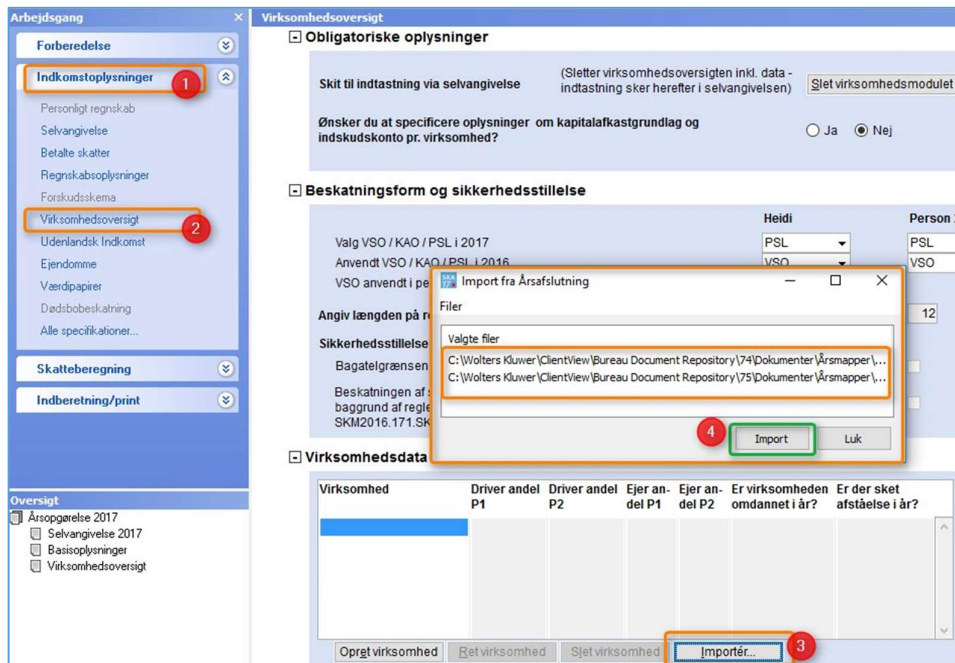 Arbejdsgang
Forberedelse
Indkomstoplysninger
1
Personligt regnskab
Selvangivelse
Betalte skatter
Regnskabsoplysninger
Forskudsskema
Virksomhedsoversigt
2
Udenlandsk Indkomst
Ejendomme
Værdipapirer
Dødsbobeskatning
Alle specifikationer...
Skatteberegning
Indberetning/print
Oversigt
Årsopgørelse 2017
Selvangivelse 2017
Basisoplysninger
Virksomhedsoversigt
Virksomhedsoversigt
Obligatoriske oplysninger
Skit til indtastning via selvangivelse
(Sletter virksomhedsoversigten inkl. data -
indtastning sker herefter i selvangivelsen)
Slet virksomhedsmodulet
Ønsker du at specificere oplysninger om kapitalafkastgrundlag og
indskudskonto pr. virksomhed?
Ja Nej
Beskatningsform og sikkerhedsstillelse
Heidi Person
Valg VSO / KAO / PSL i 2017 PSL PSL
Anvendt VSO / KAO / PSL i 2016 VSO VSO
VSO anvendt i pe
Angiv længden på r 12
Sikkerhedsstillelse
Bagatelgrænsen
Beskatningen af s
baggrund af regle
SKM2016.171.SK
Import fra Årsafslutning
Filer
Valgte filer
C:\Wolters Kluwer\ClientView\Bureau Document Repository\74\Dokumenter\Årsmapper\...
C:\Wolters Kluwer\ClientView\Bureau Document Repository\75\Dokumenter\Årsmapper\...
4
Import Luk
Virksomhedsdata
Virksomhed Driver andel P1 Driver andel P2 Ejer an-del P1 Ejer an-del P2 Er virksomheden omdannet i år? Er der sket afståelse i år?
Opret virksomhed Ret virksomhed Slet virksomhed Importér...
3